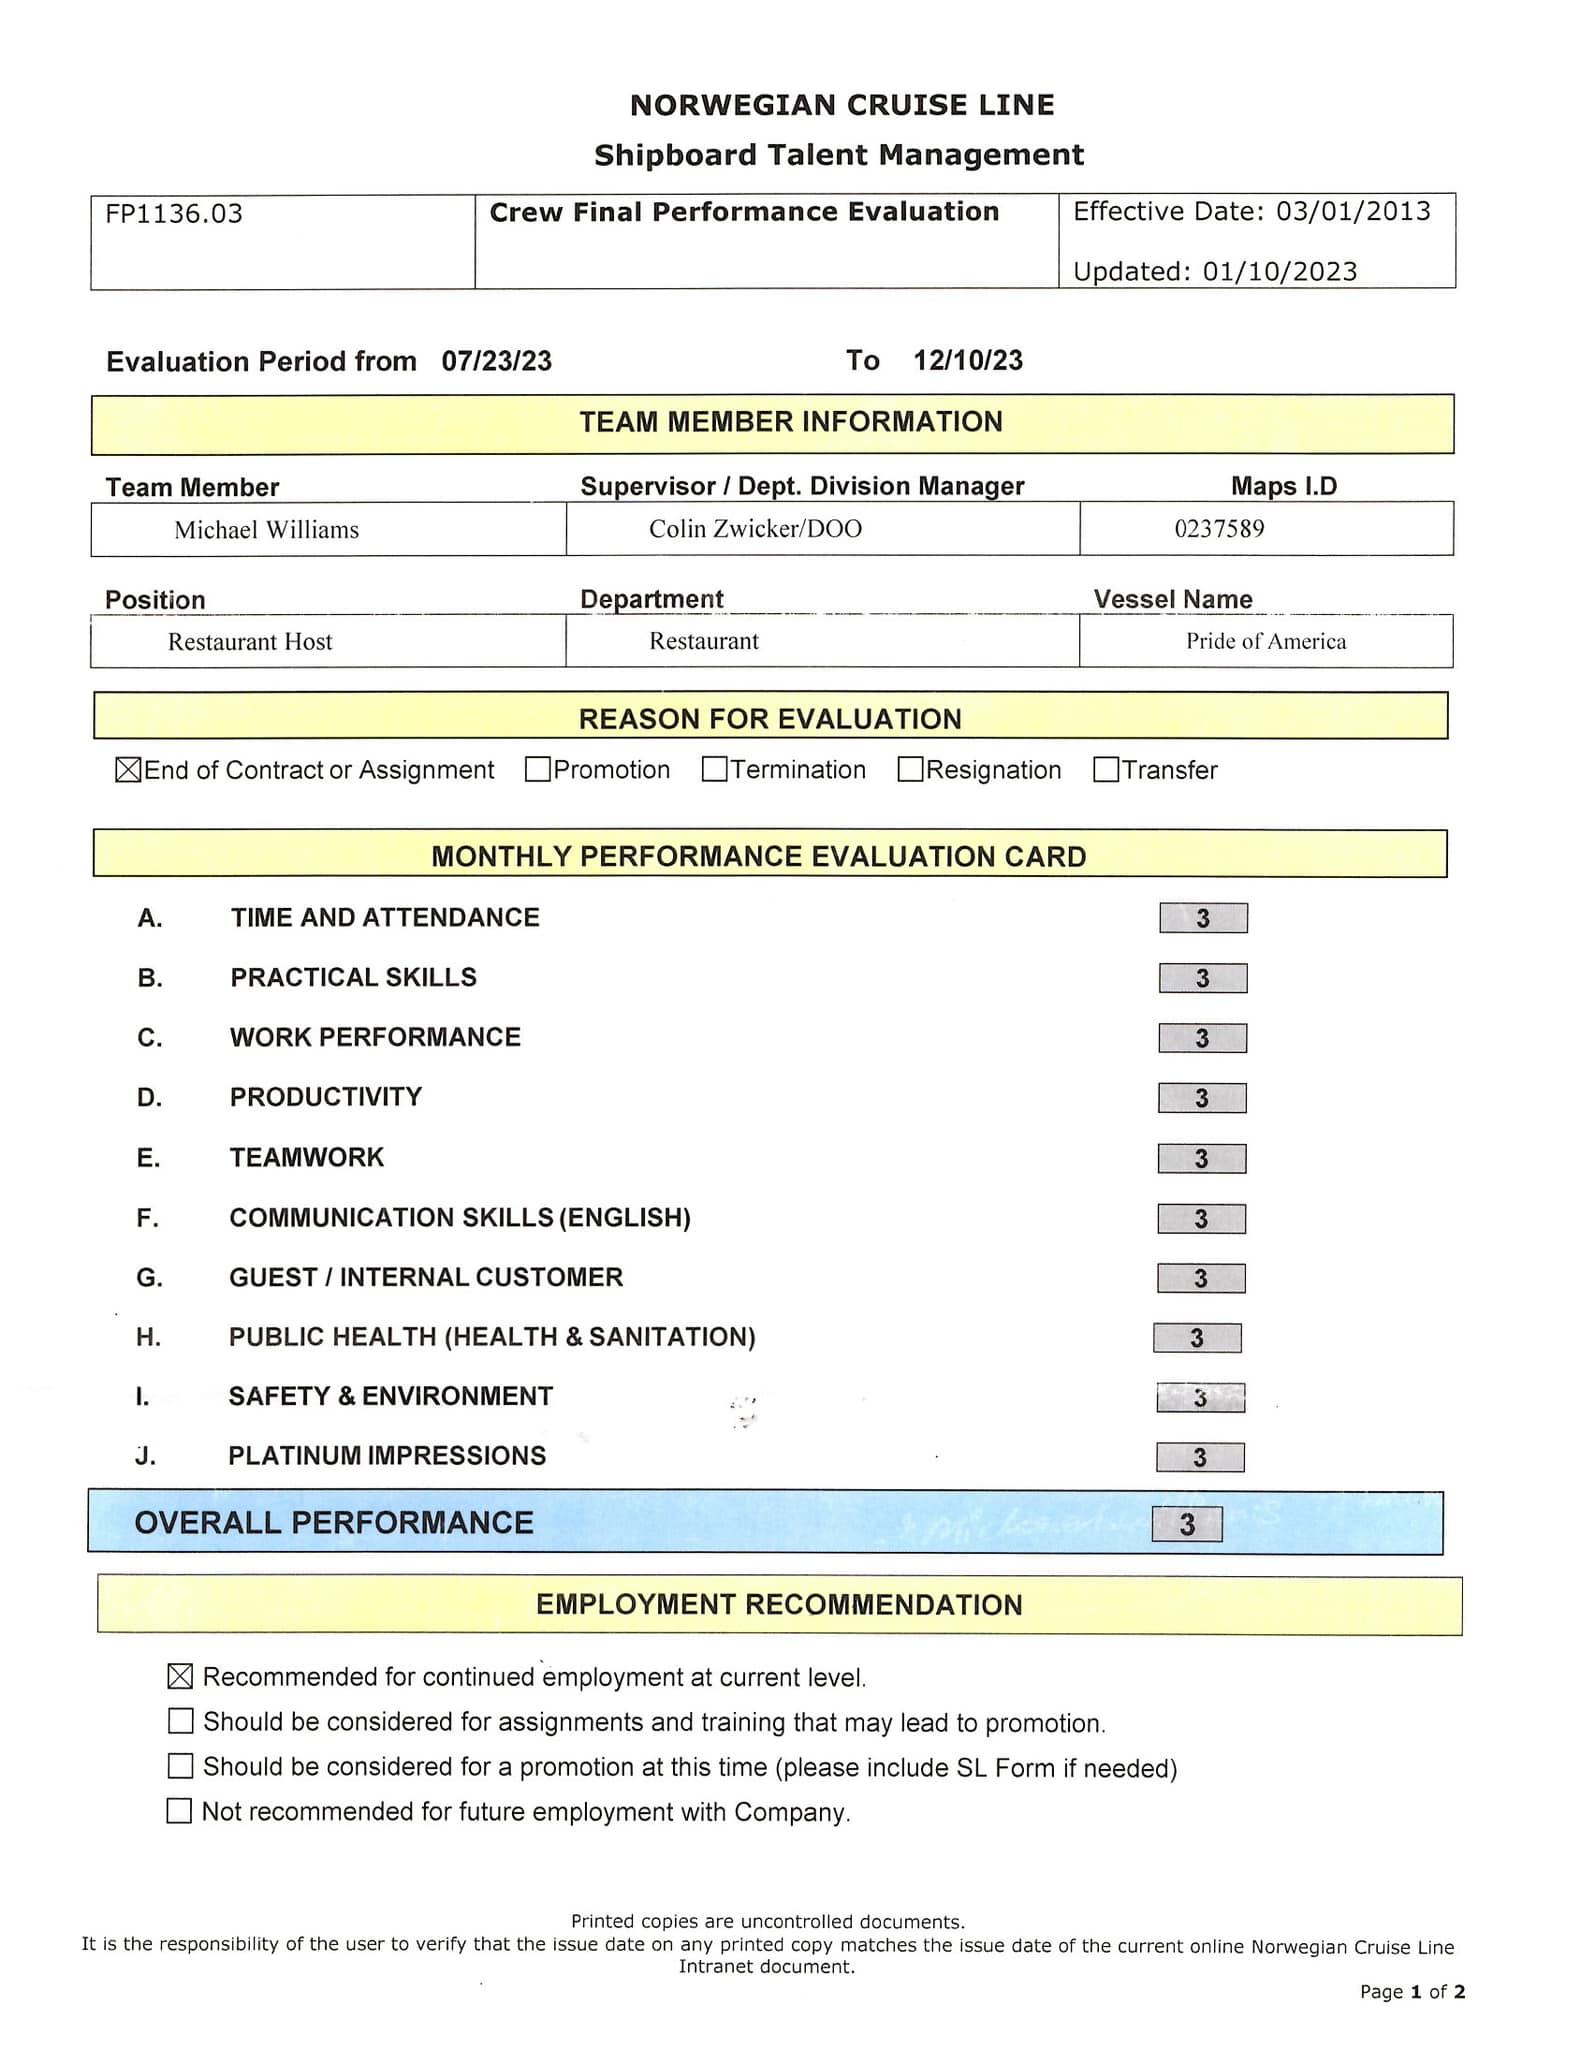 NORWEGIAN CRUISE LINE
Shipboard Talent Management
FP1136.03
Crew Final Performance Evaluation
Effective Date: 03/01/2013
Updated: 01/10/2023
Evaluation Period from 07/23/23 To 12/10/23
TEAM MEMBER INFORMATION
Team Member Supervisor / Dept. Division Manager Maps I.D
Michael Williams Colin Zwicker/DOO 0237589
Position Department Vessel Name
Restaurant Host Restaurant Pride of America
REASON FOR EVALUATION
☒End of Contract or Assignment ☐Promotion ☐Termination ☐Resignation ☐Transfer
MONTHLY PERFORMANCE EVALUATION CARD
A. TIME AND ATTENDANCE 3
B. PRACTICAL SKILLS 3
C. WORK PERFORMANCE 3
D. PRODUCTIVITY 3
E. TEAMWORK 3
F. COMMUNICATION SKILLS (ENGLISH) 3
G. GUEST / INTERNAL CUSTOMER 3
H. PUBLIC HEALTH (HEALTH & SANITATION) 3
I. SAFETY & ENVIRONMENT 3
J. PLATINUM IMPRESSIONS 3
OVERALL PERFORMANCE 3
EMPLOYMENT RECOMMENDATION
☒ Recommended for continued employment at current level.
☐ Should be considered for assignments and training that may lead to promotion.
☐ Should be considered for a promotion at this time (please include SL Form if needed)
☐ Not recommended for future employment with Company.
Printed copies are uncontrolled documents.
It is the responsibility of the user to verify that the issue date on any printed copy matches the issue date of the current online Norwegian Cruise Line
Intranet document.
Page 1 of 2